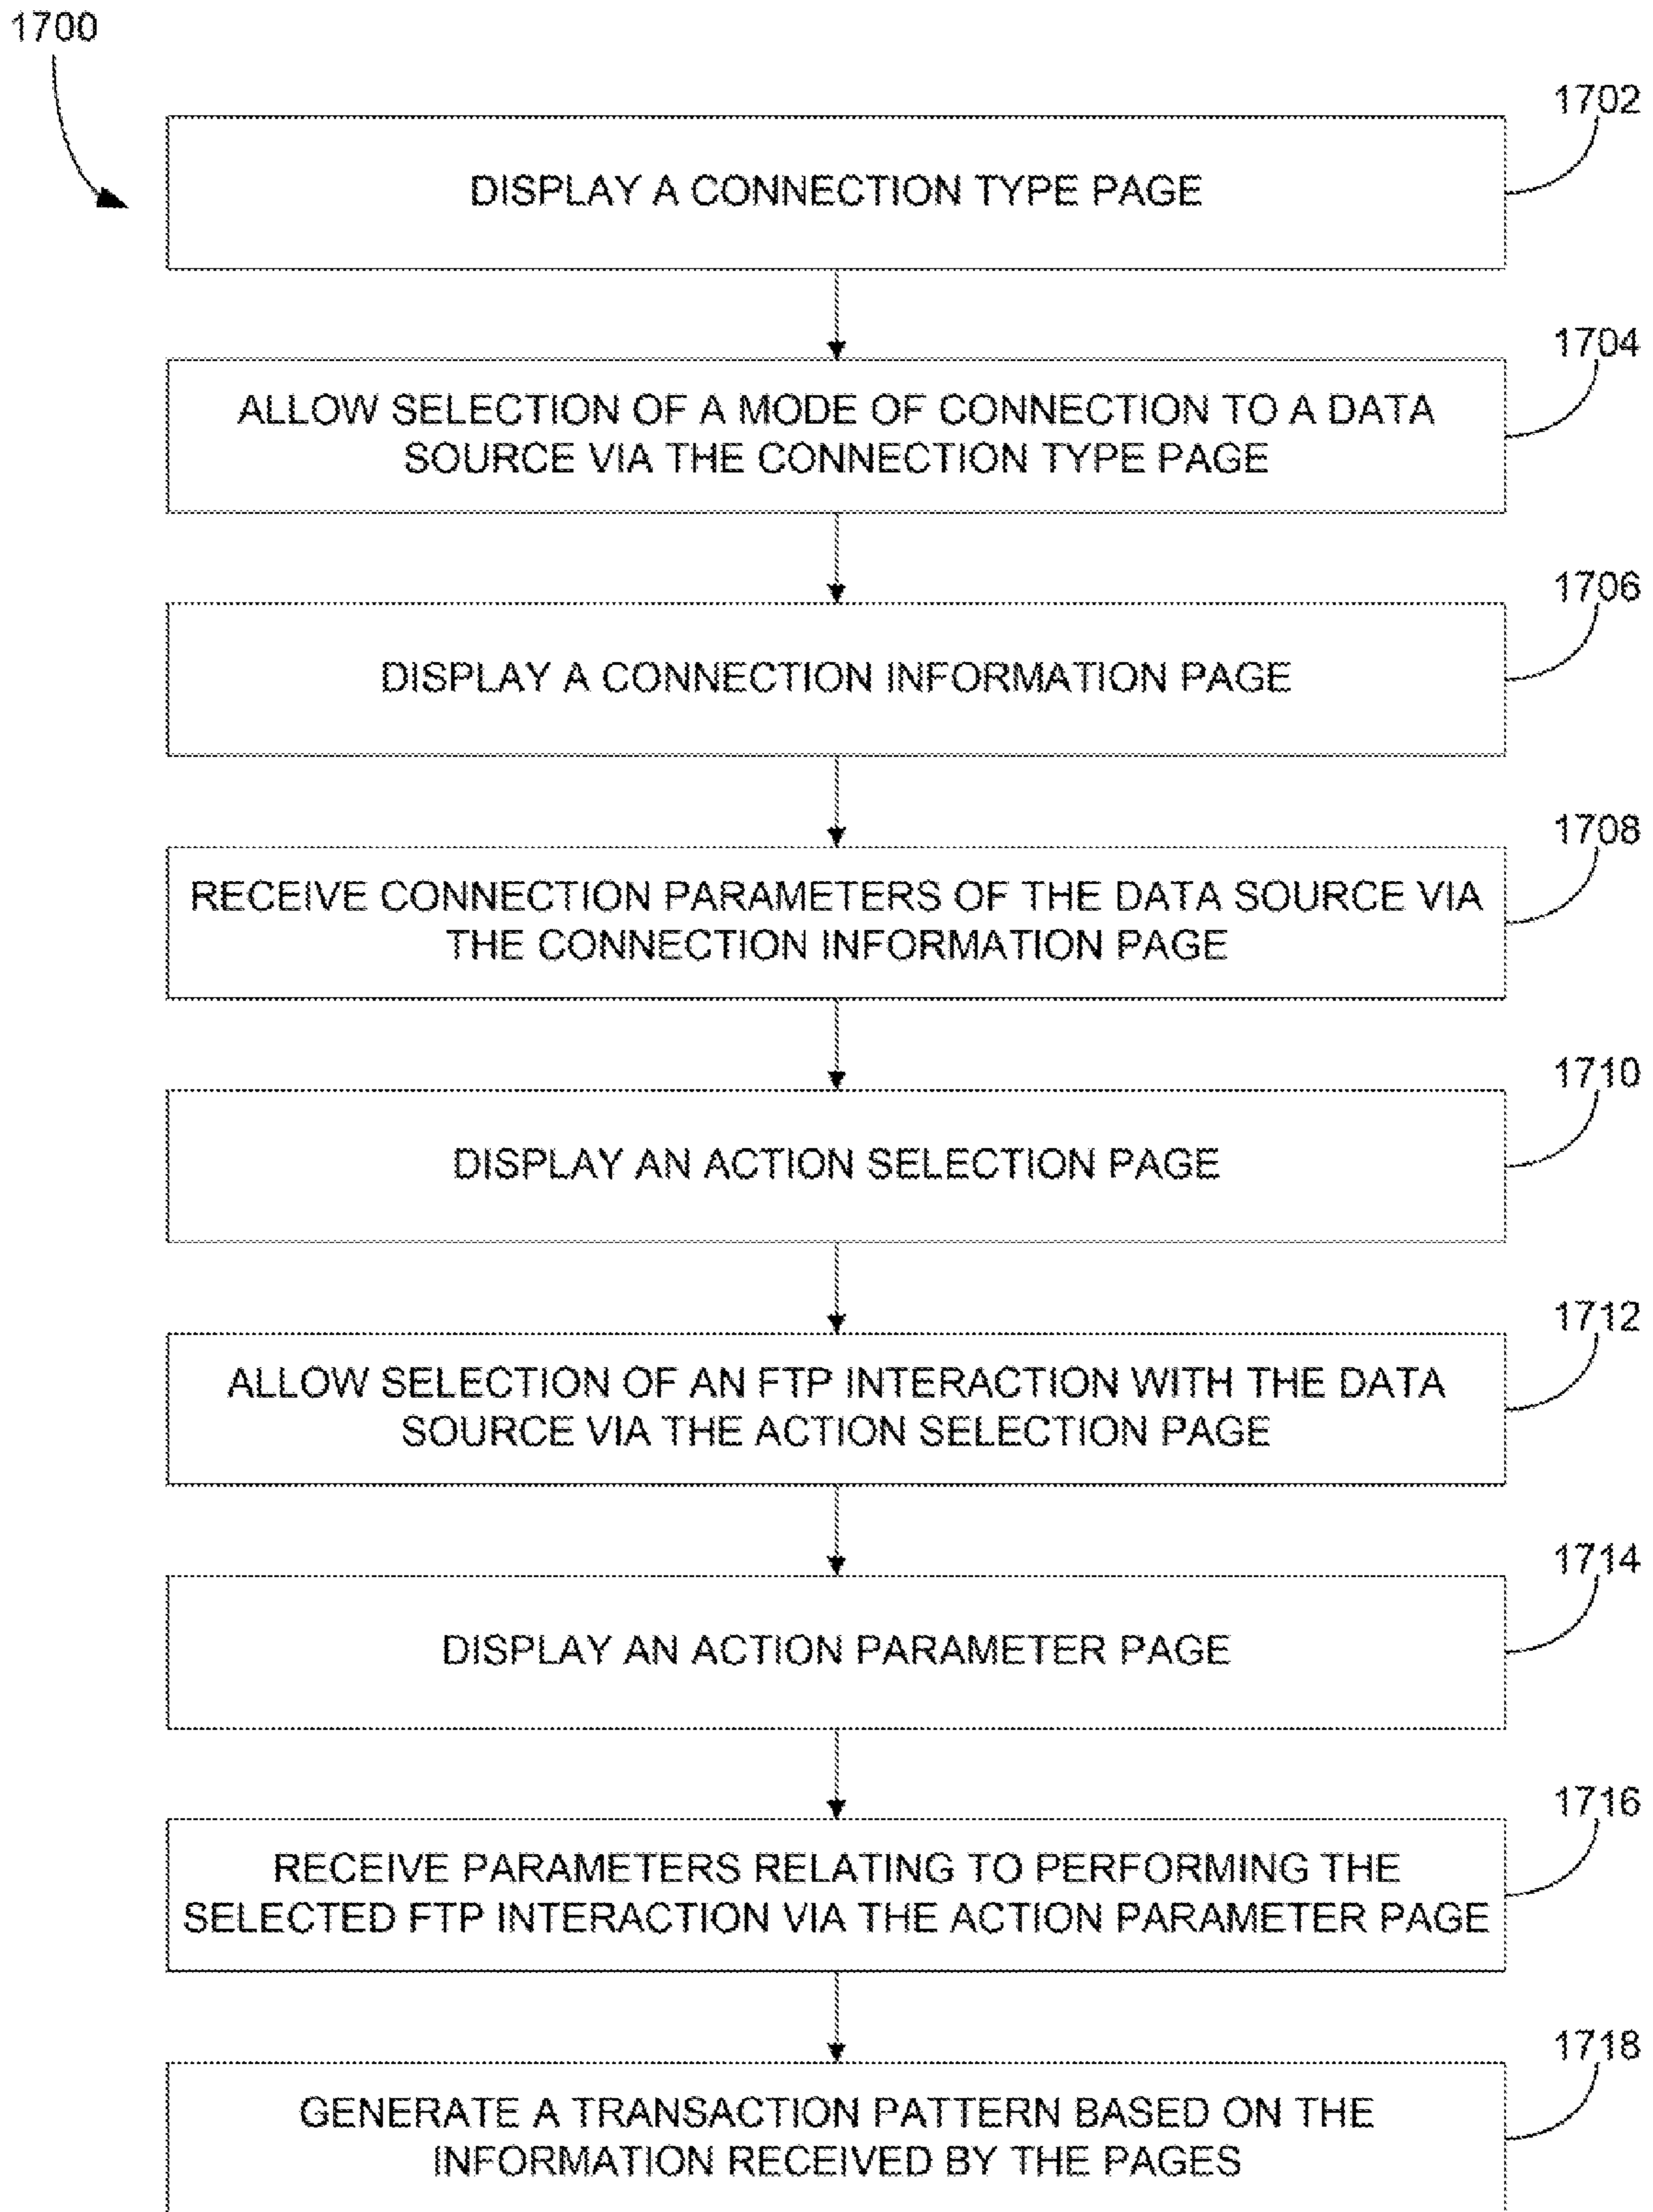 1700
1702
DISPLAY A CONNECTION TYPE PAGE
1704
ALLOW SELECTION OF A MODE OF CONNECTION TO A DATA
SOURCE VIA THE CONNECTION TYPE PAGE
1706
DISPLAY A CONNECTION INFORMATION PAGE
1708
RECEIVE CONNECTION PARAMETERS OF THE DATA SOURCE VIA
THE CONNECTION INFORMATION PAGE
1710
DISPLAY AN ACTION SELECTION PAGE
1712
ALLOW SELECTION OF AN FTP INTERACTION WITH THE DATA
SOURCE VIA THE ACTION SELECTION PAGE
1714
DISPLAY AN ACTION PARAMETER PAGE
1716
RECEIVE PARAMETERS RELATING TO PERFORMING THE
SELECTED FTP INTERACTION VIA THE ACTION PARAMETER PAGE
1718
GENERATE A TRANSACTION PATTERN BASED ON THE
INFORMATION RECEIVED BY THE PAGES